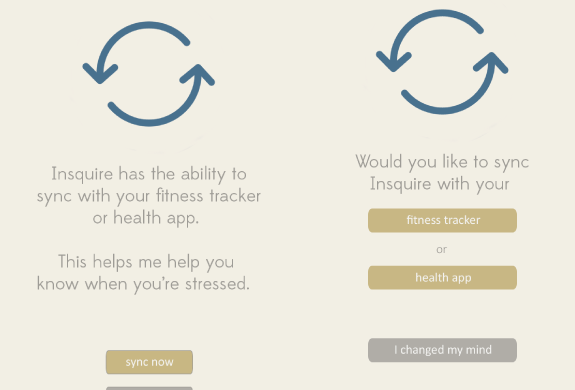 Insquire has the ability to
sync with your fitness tracker
or health app.
This helps me help you
know when you're stressed.
sync now
Would you like to sync
Insquire with your
fitness tracker
or
health app
I changed my mind